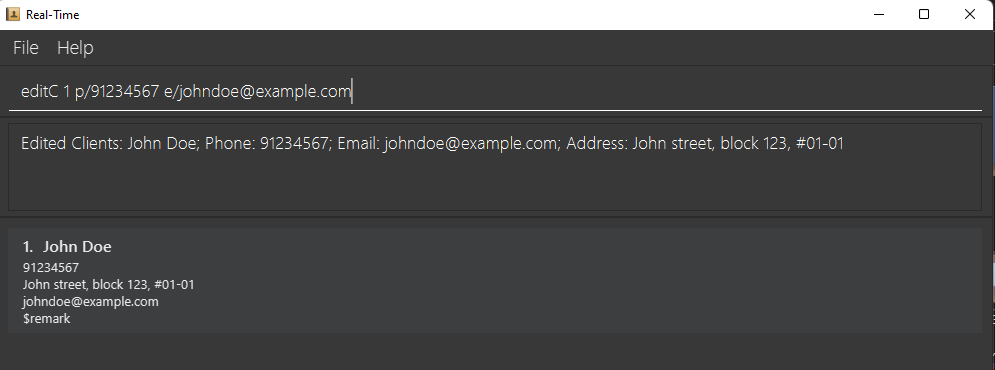 Real-Time
File Help
editC 1 p/91234567 e/johndoe@example.com
Edited Clients: John Doe; Phone: 91234567; Email: johndoe@example.com; Address: John street, block 123, #01-01
1. John Doe
91234567
John street, block 123, #01-01
johndoe@example.com
$remark